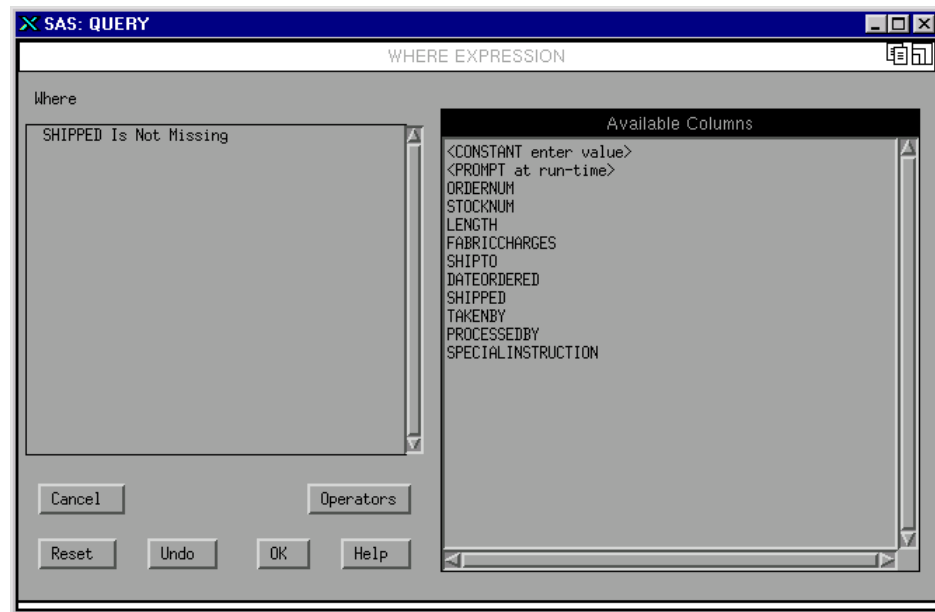 SAS: QUERY
WHERE EXPRESSION
Where
SHIPPED Is Not Missing
Available Columns
<CONSTANT enter value>
<PROMPT at run-time>
ORDERNUM
STOCKNUM
LENGTH
FABRICCHARGES
SHIPTO
DATEORDERED
SHIPPED
TAKENBY
PROCESSEDBY
SPECIALINSTRUCTION
Cancel
Operators
Reset
Undo
OK
Help